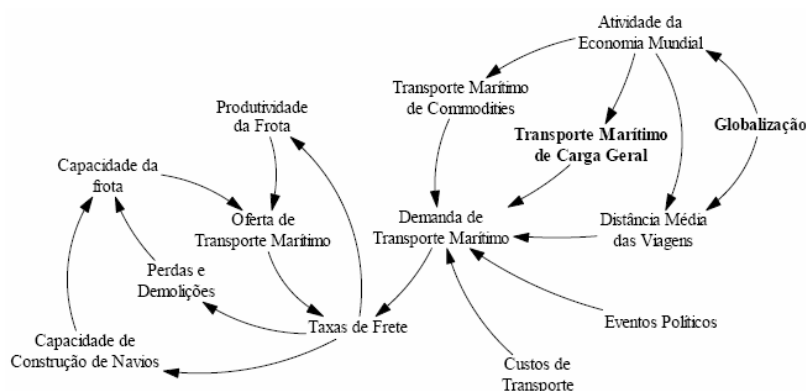 Atividade da
Economia Mundial
Transporte Marítimo
de Commodities
Produtividade
da Frota
Globalização
Transporte Marítimo
de Carga Geral
Capacidade da
frota
Oferta de
Transporte Marítimo
Demanda de
Transporte Marítimo
Distância Média
das Viagens
Perdas e
Demolições
Taxas de Frete
Eventos Políticos
Capacidade de
Construção de Navios
Custos de
Transporte